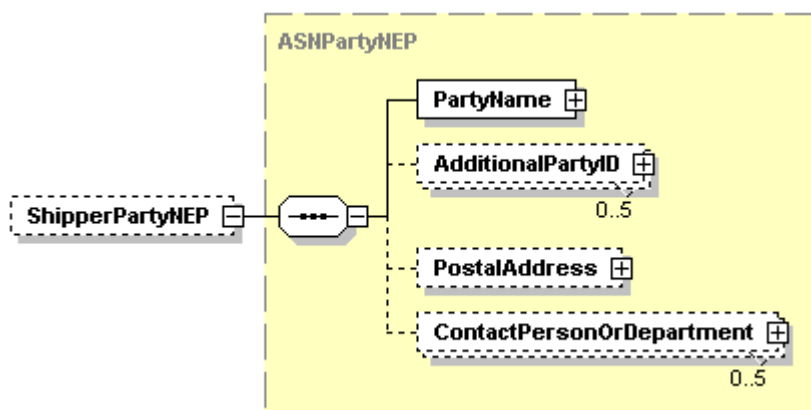 ASNPartyNEP
PartyName
AdditionalPartyID
0..5
ShipperPartyNEP
PostalAddress
ContactPersonOrDepartment
0..5